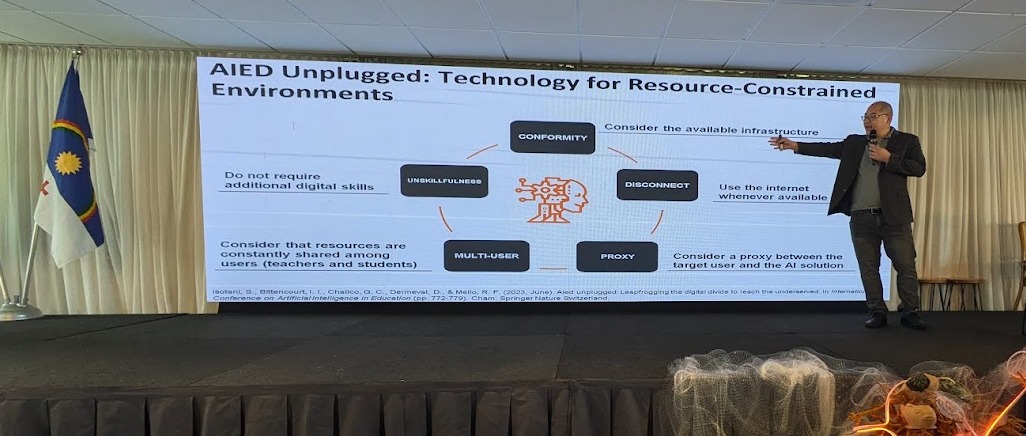 AIED Unplugged: Technology for Resource-Constrained
Environments
CONFORMITY
Consider the available infrastructure
UNSKILLFULNESS
Do not require
additional digital skills
DISCONNECT
Use the internet
whenever available
MULTI-USER
Consider that resources are
constantly shared among
users (teachers and students)
PROXY
Consider a proxy between the
target user and the AI solution
Isotani, S., Bittencourt, I. I., Challco, G. C., Dermeval, D., & Mello, R. F. (2023, June). Aied unplugged: Leapfrogging the digital divide to reach the underserved. In
Conference on Artificial Intelligence in Education (pp. 772-779). Cham: Springer Nature Switzerland.